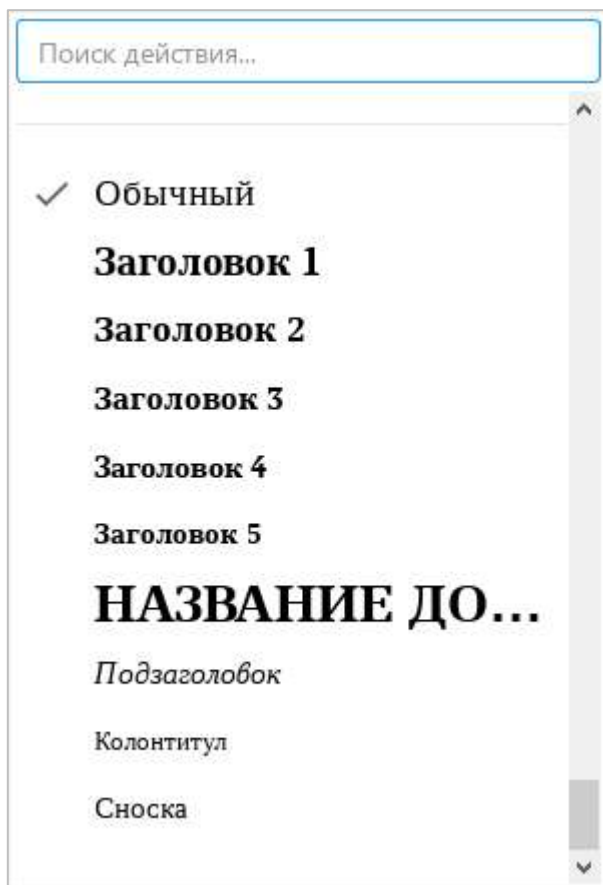 Поиск действия...
Обычный
Заголовок 1
Заголовок 2
Заголовок 3
Заголовок 4
Заголовок 5
НАЗВАНИЕ ДО...
Подзаголовок
Колонтитул
Сноска